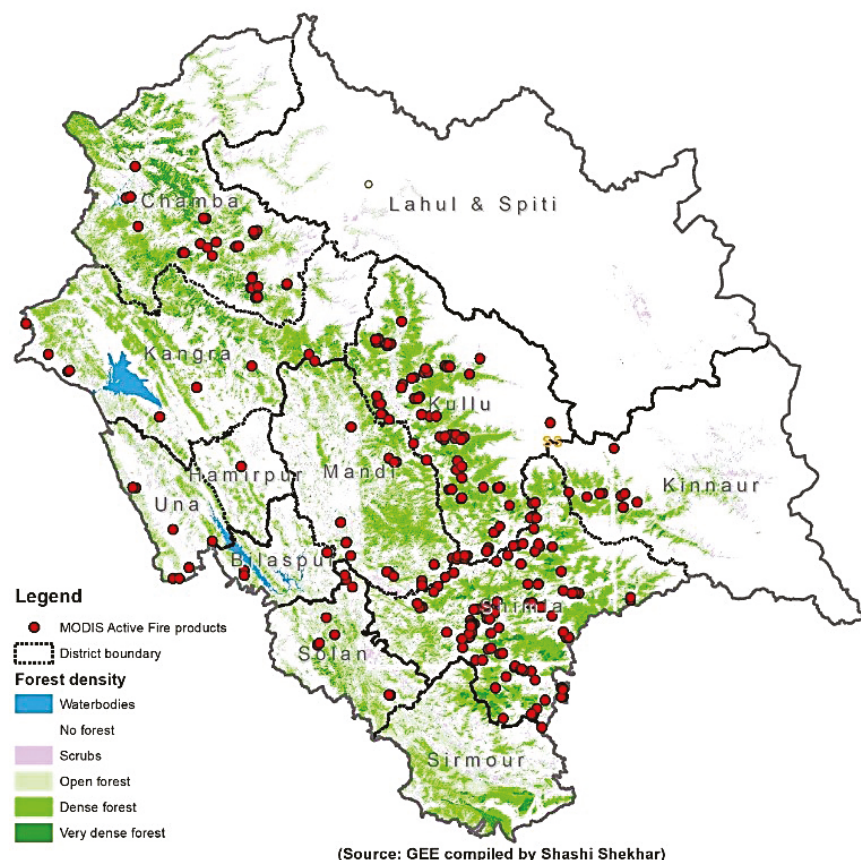 Chamba
Lahul & Spiti
Kangra
Kullu
Hamirpur
Mandi
Kinnaur
Una
Bilaspur
Shimla
Solan
Sirmour
Legend
MODIS Active Fire products
District boundary
Forest density
Waterbodies
No forest
Scrubs
Open forest
Dense forest
Very dense forest
(Source: GEE compiled by Shashi Shekhar)